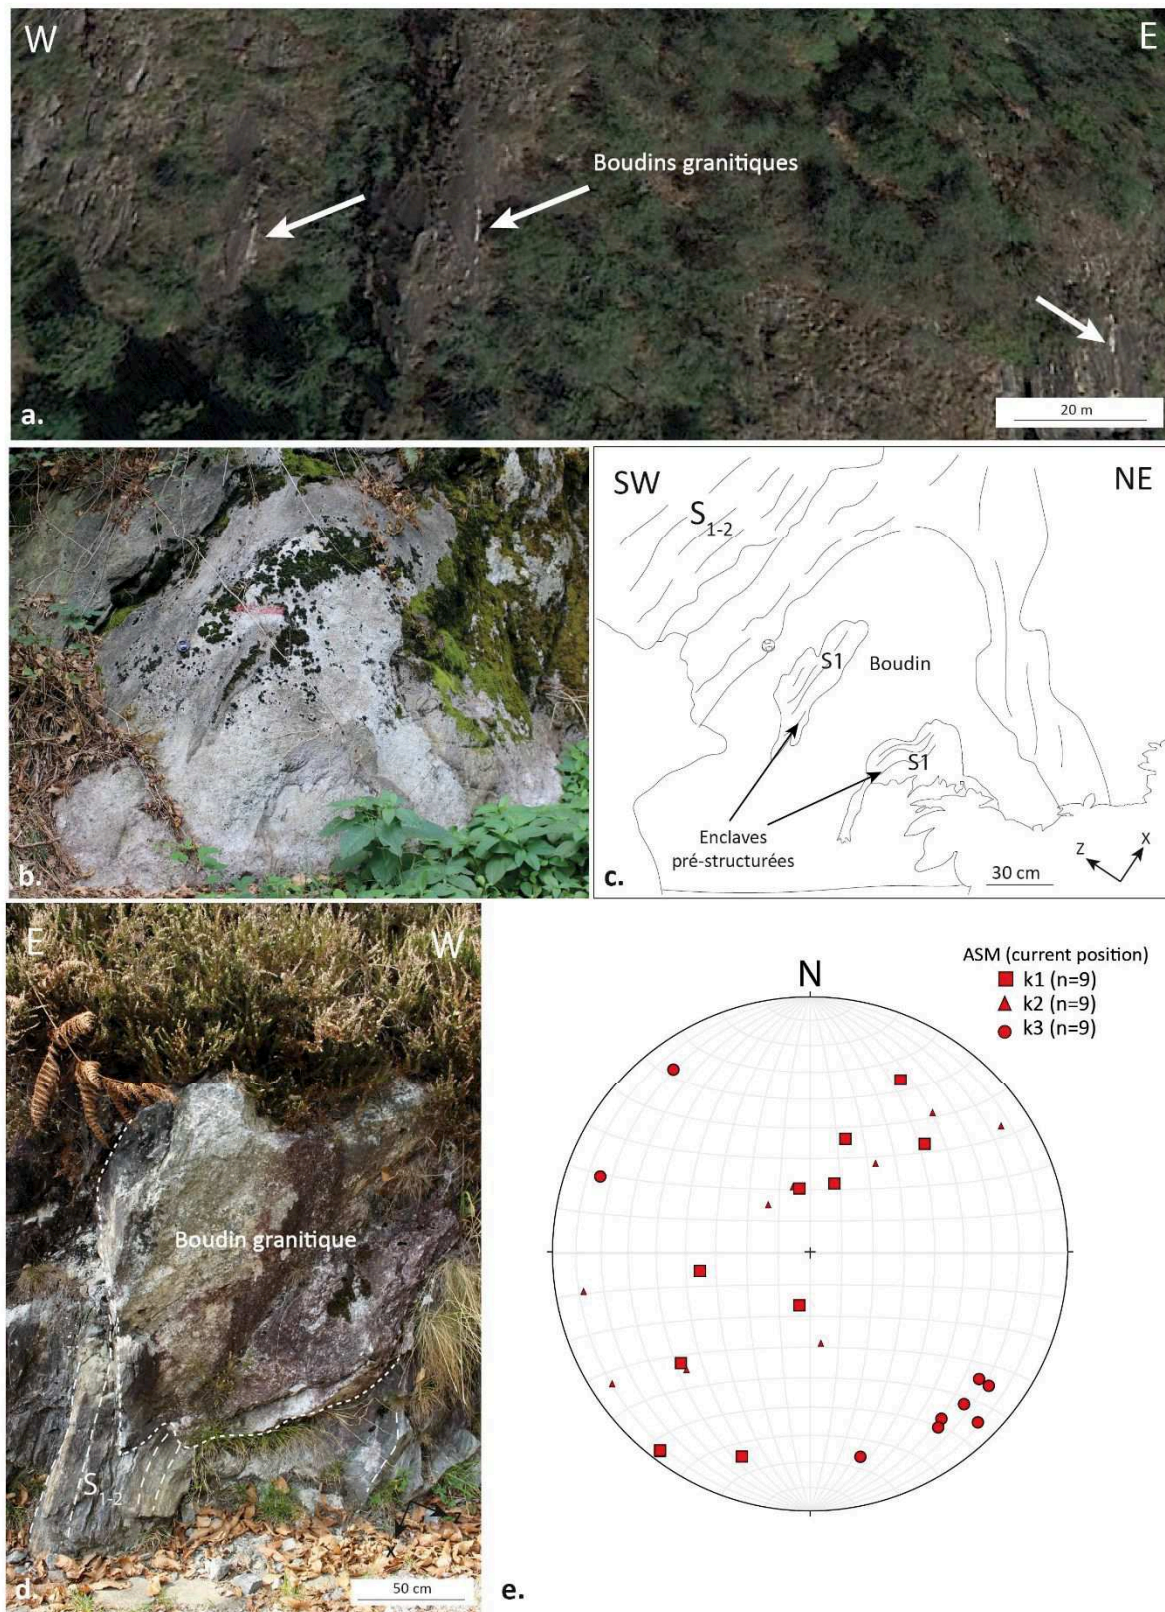 W
E
Boudins granitiques
20 m
a.
b.
SW
NE
S1-2
S1
Boudin
S1
Enclaves
pré-structurées
Z
X
30 cm
c.
E
W
Boudin granitique
S1-2
x
50 cm
d.
ASM (current position)
k1 (n=9)
k2 (n=9)
k3 (n=9)
N
e.